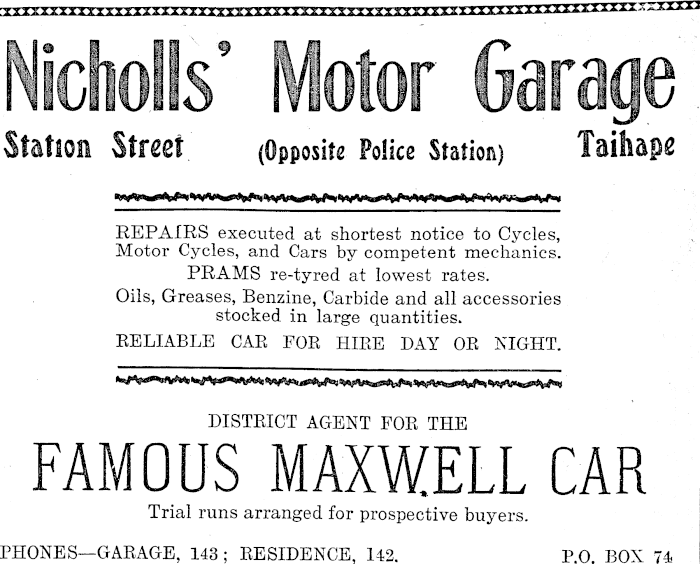 Nicholls' Motor Garage
Station Street (Opposite Police Station) Taihape
REPAIRS executed at shortest notice to Cycles,
Motor Cycles, and Cars by competent mechanics.
PRAMS re-tyred at lowest rates.
Oils, Greases, Benzine, Carbide and all accessories
stocked in large quantities.
RELIABLE CAR FOR HIRE DAY OR NIGHT.
DISTRICT AGENT FOR THE
FAMOUS MAXWELL CAR
Trial runs arranged for prospective buyers.
PHONES—GARAGE, 143; RESIDENCE, 142. P.O. BOX 74